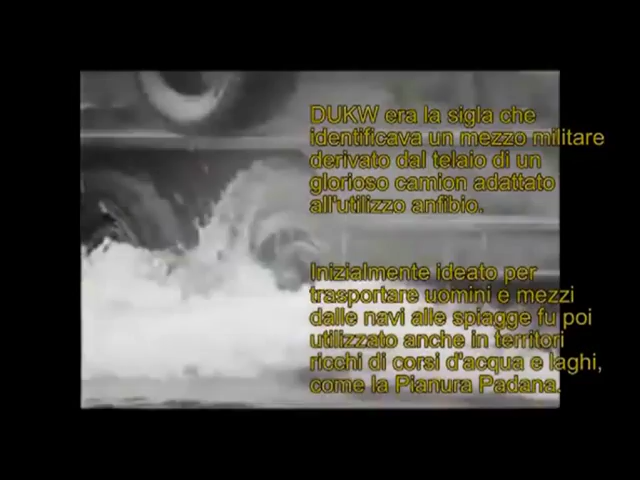 DUKW era la sigla che
identificava un mezzo militare
derivato dal telaio di un
glorioso camion adattato
all'utilizzo anfibio.
Inizialmente ideato per
trasportare uomini e mezzi
dalle navi alle spiagge fu poi
utilizzato anche in territori
ricchi di corsi d'acqua e laghi,
come la Pianura Padana.